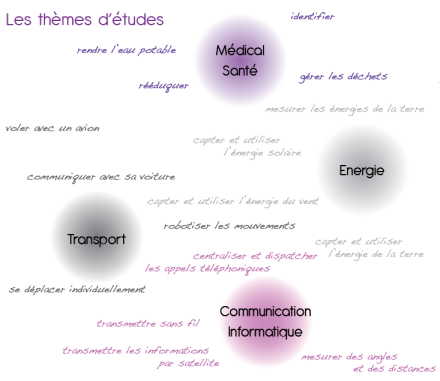 Les thèmes d'études
identifier
rendre l'eau potable
Médical
Santé
rééduquer
gérer les déchets
mesurer les énergies de la terre
voler avec un avion
capter et utiliser
l'énergie solaire
Energie
communiquer avec sa voiture
capter et utiliser l'énergie du vent
robotiser les mouvements
Transport
capter et utiliser
l'énergie de la terre
centraliser et dispatcher
les appels téléphoniques
se déplacer individuellement
Communication
Informatique
transmettre sans fil
transmettre les informations
par satellite
mesurer des angles
et des distances